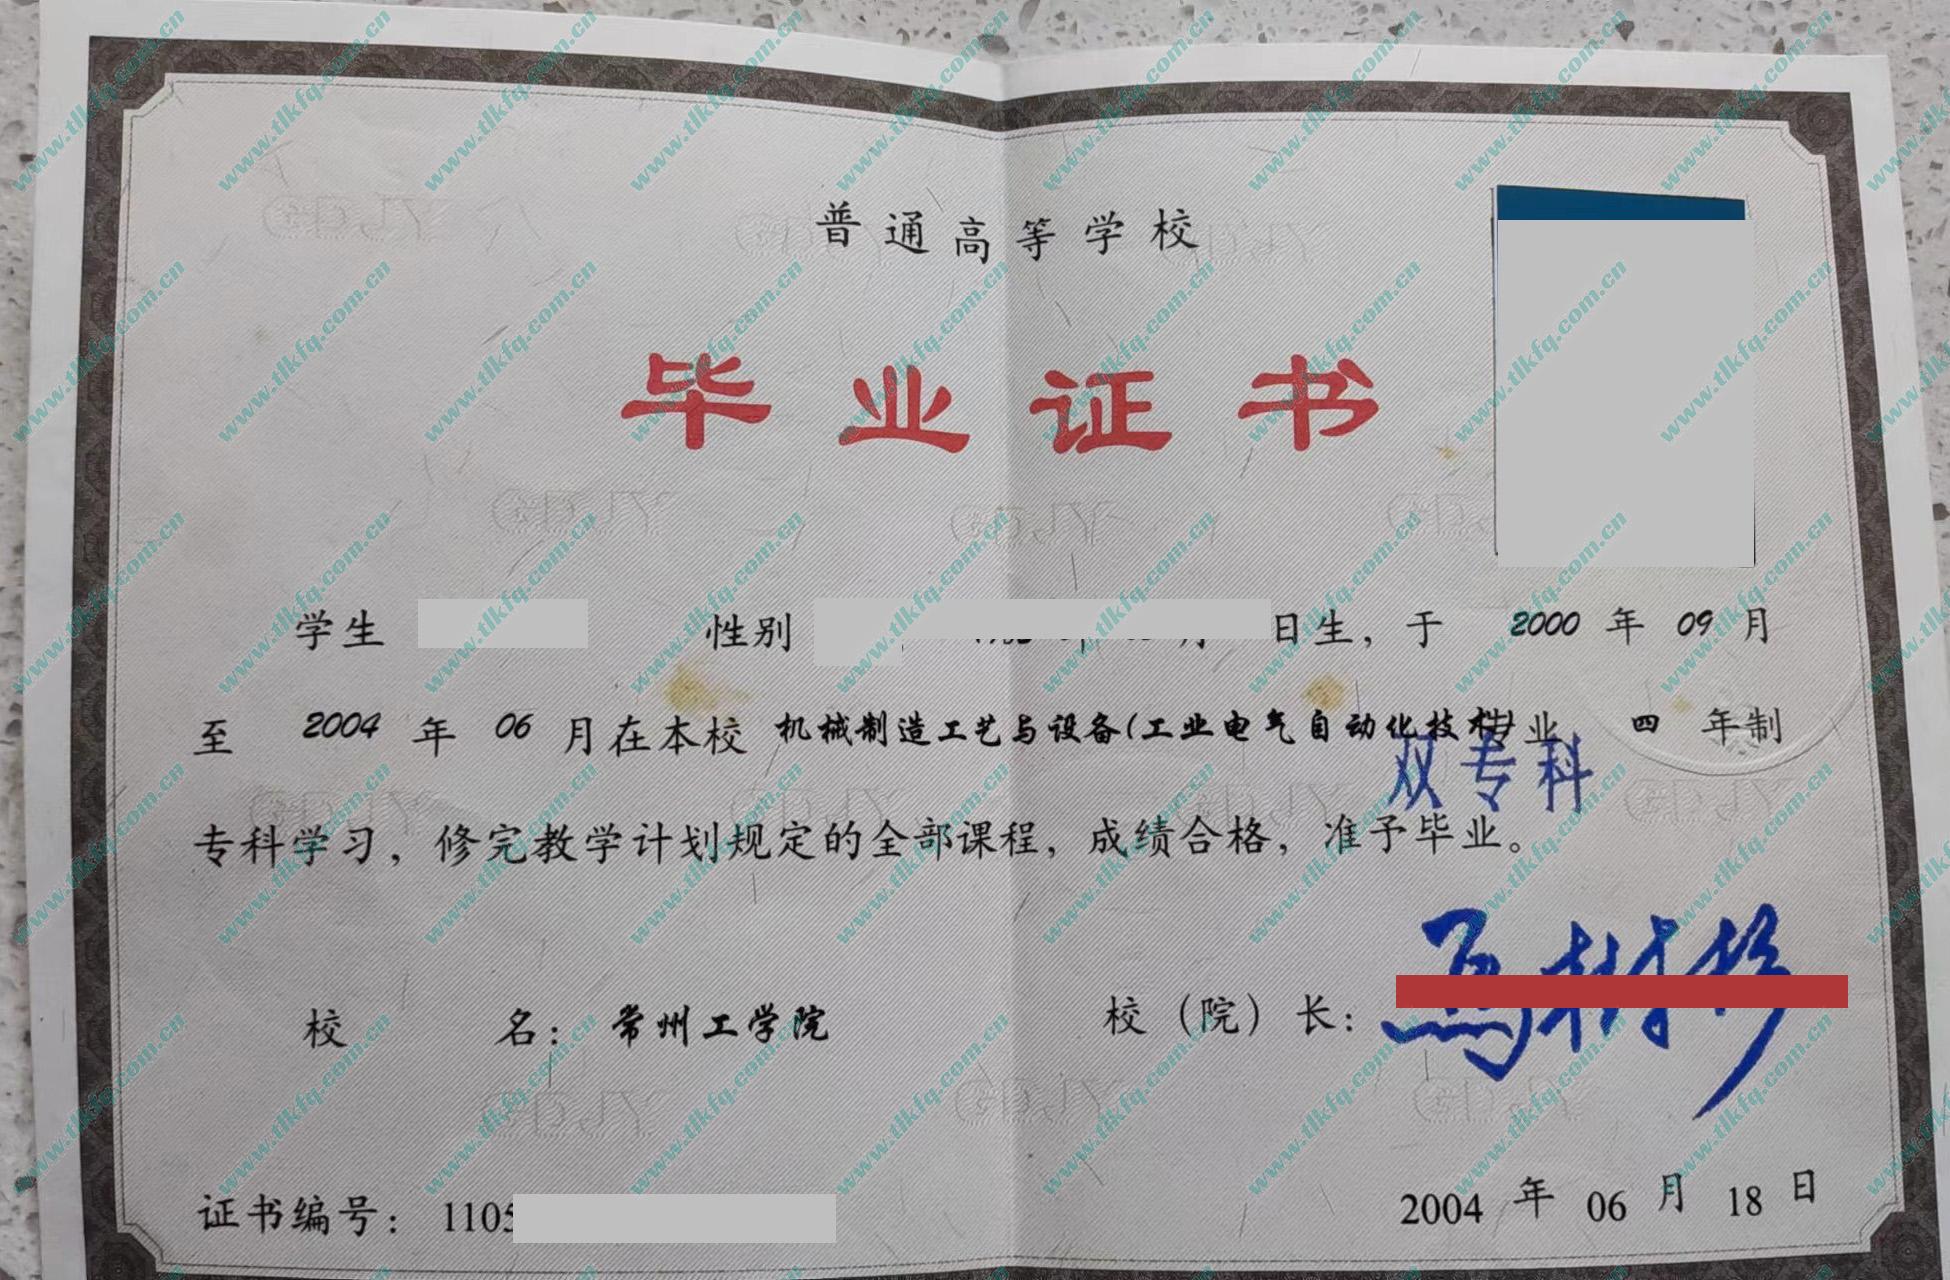 普通高等学校
毕业证书
学生 性别 日生，于 2000 年 09 月
至 2004 年 06 月在本校 机械制造工艺与设备(工业电气自动化技术) 业 四 年制
双专科
专科学习，修完教学计划规定的全部课程，成绩合格，准予毕业。
校 名： 常州工学院 校（院）长：
证书编号： 1105 2004 年 06 月 18 日
www.tlkfq.com.cn